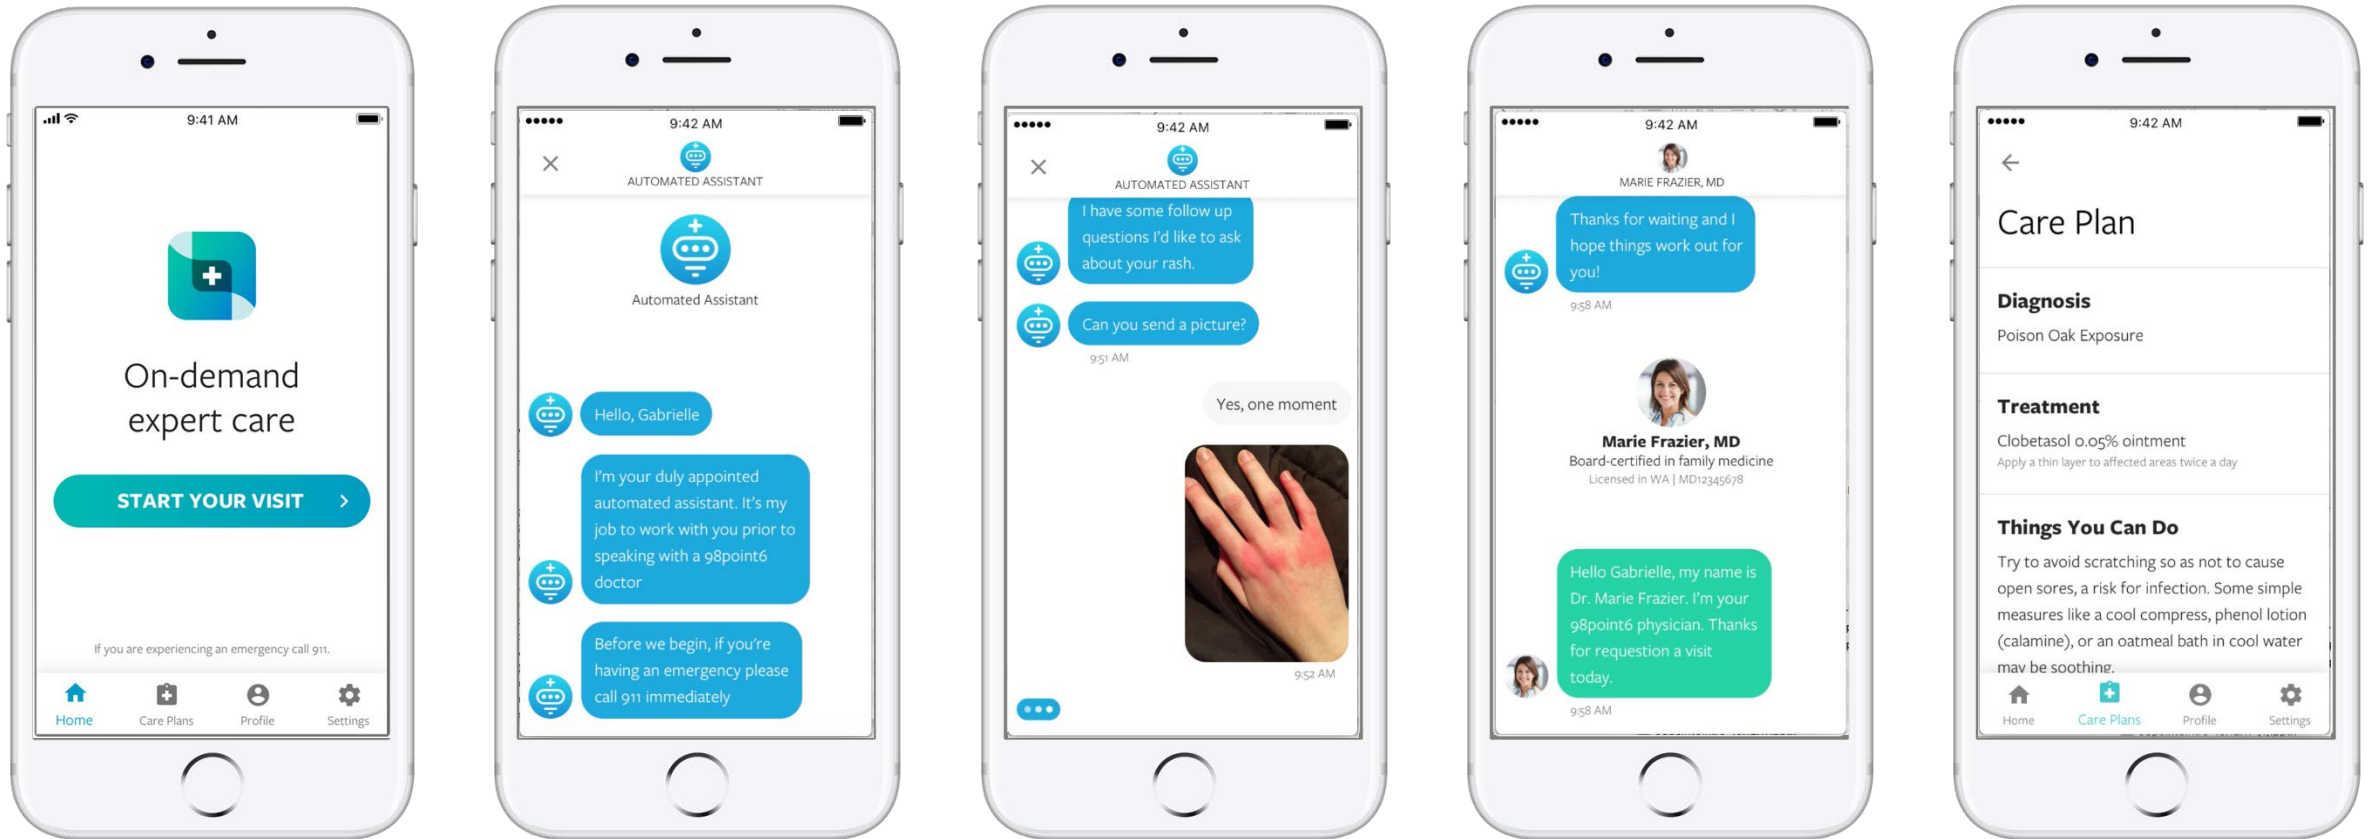 9:41 AM
On-demand
expert care
START YOUR VISIT
If you are experiencing an emergency call 911.
Home
Care Plans
Profile
Settings
9:42 AM
AUTOMATED ASSISTANT
Automated Assistant
Hello, Gabrielle
I'm your duly appointed
automated assistant. It's my
job to work with you prior to
speaking with a 98point6
doctor
Before we begin, if you're
having an emergency please
call 911 immediately
9:42 AM
AUTOMATED ASSISTANT
I have some follow up
questions I'd like to ask
about your rash.
Can you send a picture?
9:51 AM
Yes, one moment
9:52 AM
9:42 AM
MARIE FRAZIER, MD
Thanks for waiting and I
hope things work out for
you!
9:58 AM
Marie Frazier, MD
Board-certified in family medicine
Licensed in WA | MD12345678
Hello Gabrielle, my name is
Dr. Marie Frazier. I'm your
98point6 physician. Thanks
for requestion a visit
today.
9:58 AM
9:42 AM
Care Plan
Diagnosis
Poison Oak Exposure
Treatment
Clobetasol 0.05% ointment
Apply a thin layer to affected areas twice a day
Things You Can Do
Try to avoid scratching so as not to cause
open sores, a risk for infection. Some simple
measures like a cool compress, phenol lotion
(calamine), or an oatmeal bath in cool water
may be soothing.
Home
Care Plans
Profile
Settings